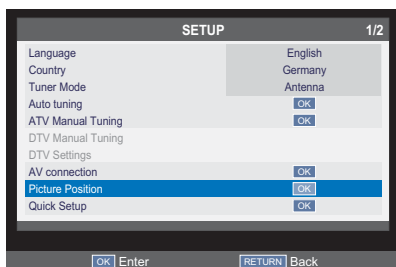 SETUP 1/2
Language English
Country Germany
Tuner Mode Antenna
Auto tuning OK
ATV Manual Tuning OK
DTV Manual Tuning
DTV Settings
AV connection OK
Picture Position OK
Quick Setup OK
OK Enter RETURN Back